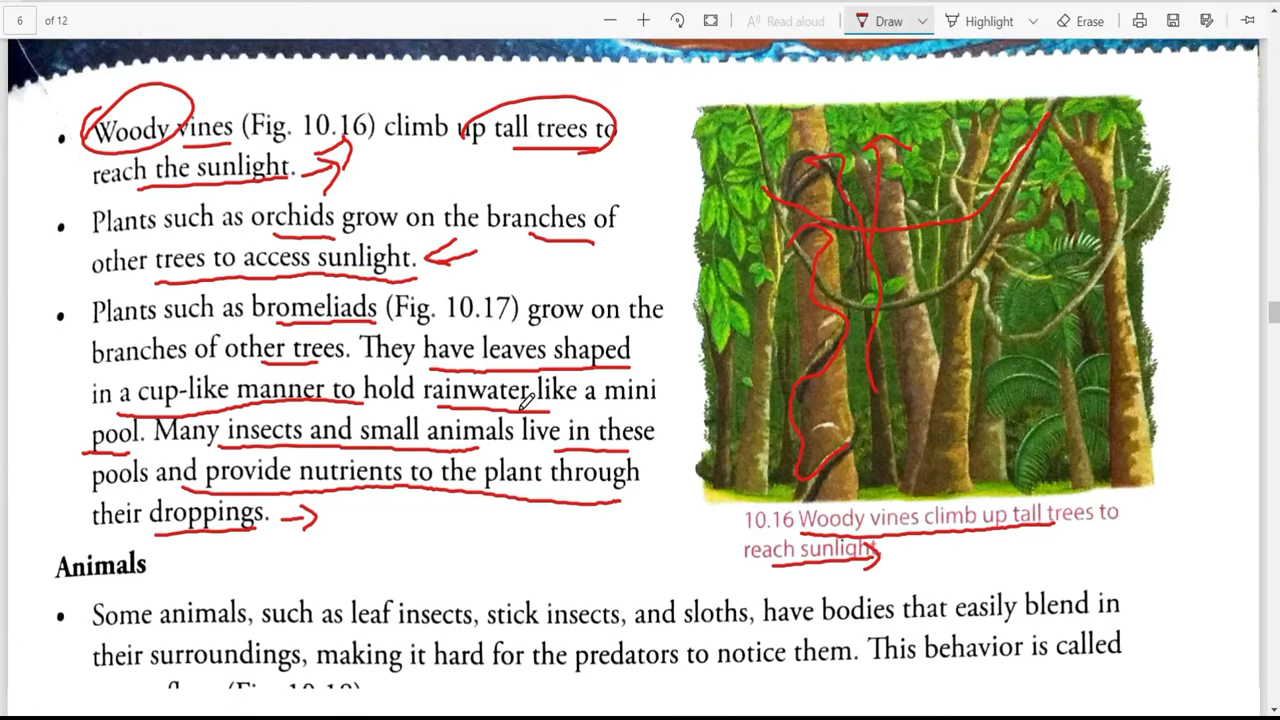 6 of 12
Read aloud
Draw
Highlight
Erase
Woody vines (Fig. 10.16) climb up tall trees to
reach the sunlight.
Plants such as orchids grow on the branches of
other trees to access sunlight.
Plants such as bromeliads (Fig. 10.17) grow on the
branches of other trees. They have leaves shaped
in a cup-like manner to hold rainwater like a mini
pool. Many insects and small animals live in these
pools and provide nutrients to the plant through
their droppings.
10.16 Woody vines climb up tall trees to
reach sunlight
Animals
Some animals, such as leaf insects, stick insects, and sloths, have bodies that easily blend in
their surroundings, making it hard for the predators to notice them. This behavior is called